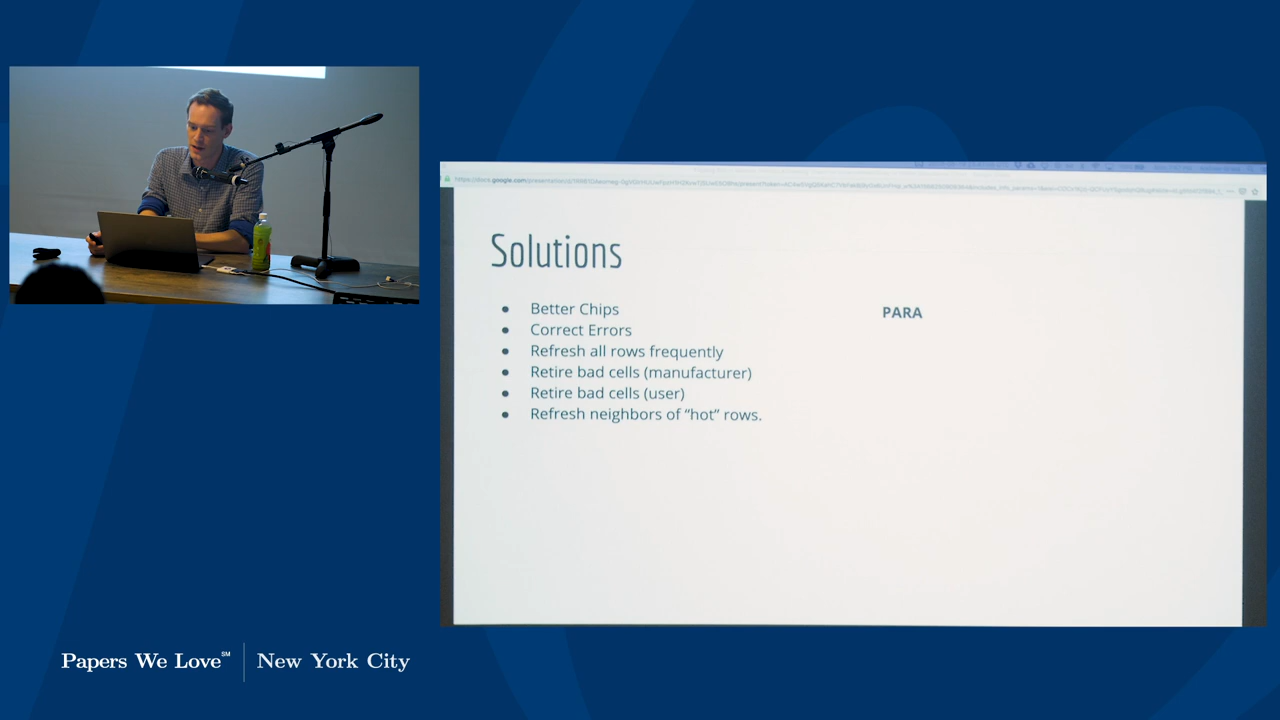 Solutions
● Better Chips
● Correct Errors
● Refresh all rows frequently
● Retire bad cells (manufacturer)
● Retire bad cells (user)
● Refresh neighbors of “hot” rows.
PARA
Papers We Love℠ | New York City